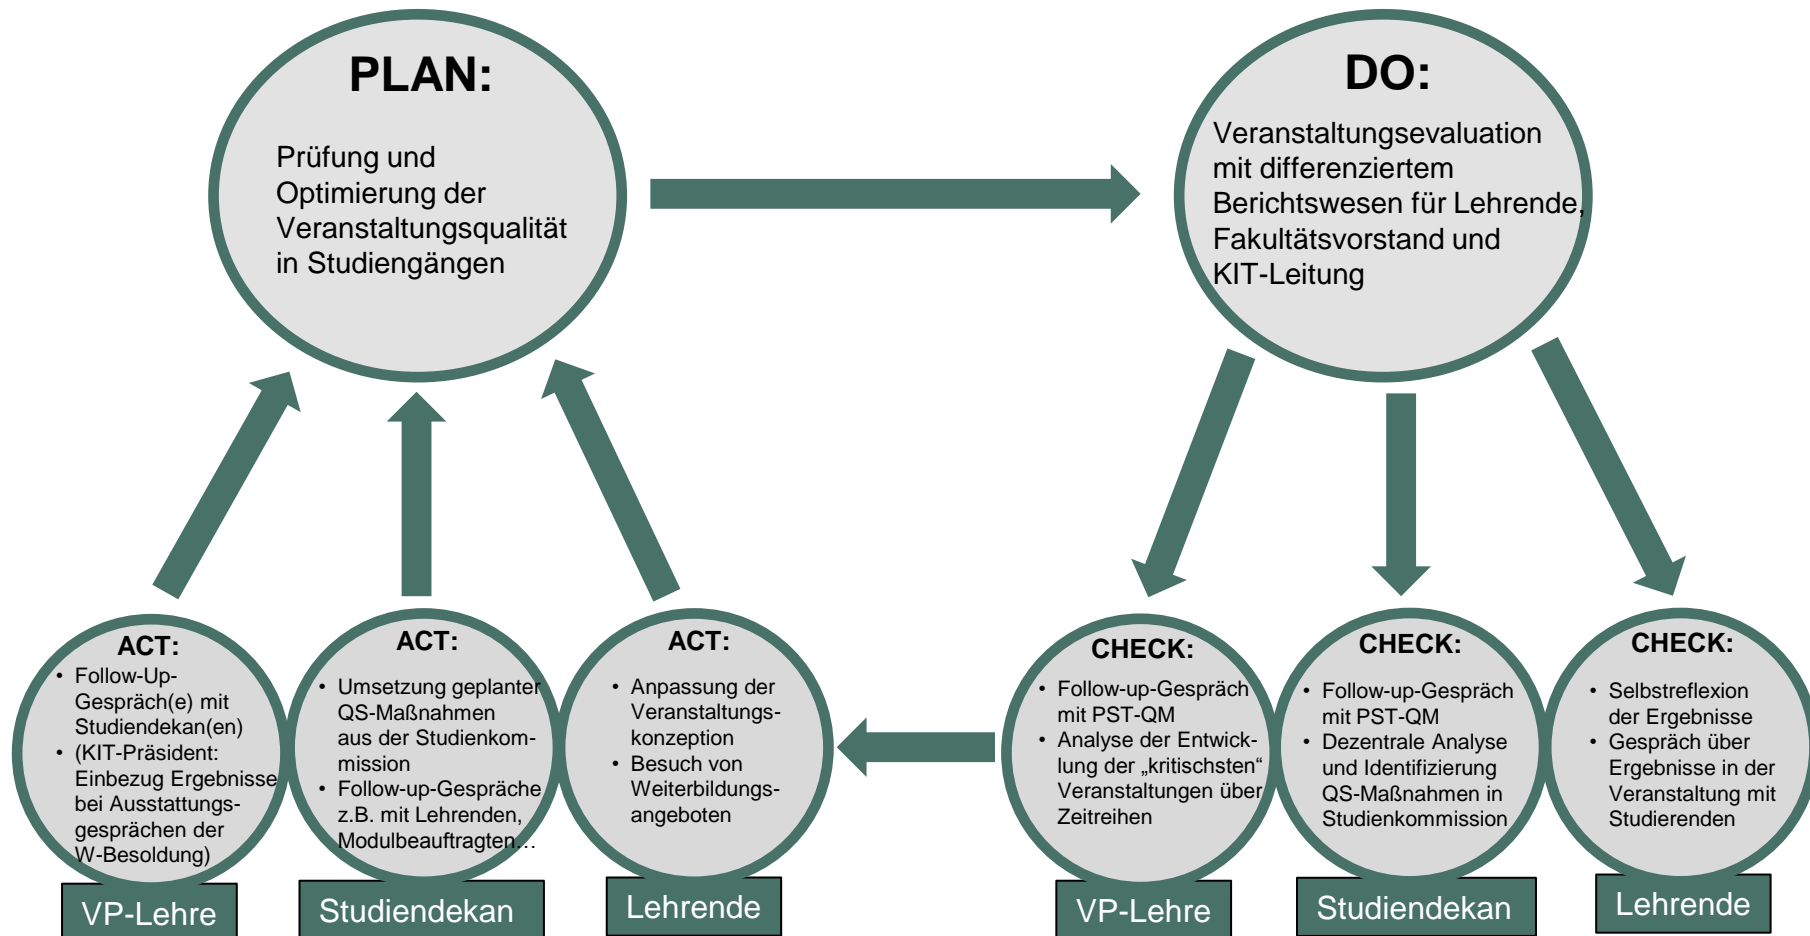 PLAN:
Prüfung und
Optimierung der
Veranstaltungsqualität
in Studiengängen
DO:
Veranstaltungsevaluation
mit differenziertem
Berichtswesen für Lehrende,
Fakultätsvorstand und
KIT-Leitung
ACT:
• Follow-Up-
Gespräch(e) mit
Studiendekan(en)
• (KIT-Präsident:
Einbezug Ergebnisse
bei Ausstattungs-
gesprächen der
W-Besoldung)
VP-Lehre
ACT:
• Umsetzung geplanter
QS-Maßnahmen
aus der Studienkom-
mission
• Follow-up-Gespräche
z.B. mit Lehrenden,
Modulbeauftragten…
Studiendekan
ACT:
• Anpassung der
Veranstaltungs-
konzeption
• Besuch von
Weiterbildungs-
angeboten
Lehrende
CHECK:
• Follow-up-Gespräch
mit PST-QM
• Analyse der Entwick-
lung der „kritischsten“
Veranstaltungen über
Zeitreihen
VP-Lehre
CHECK:
• Follow-up-Gespräch
mit PST-QM
• Dezentrale Analyse
und Identifizierung
QS-Maßnahmen in
Studienkommission
Studiendekan
CHECK:
• Selbstreflexion
der Ergebnisse
• Gespräch über
Ergebnisse in der
Veranstaltung mit
Studierenden
Lehrende